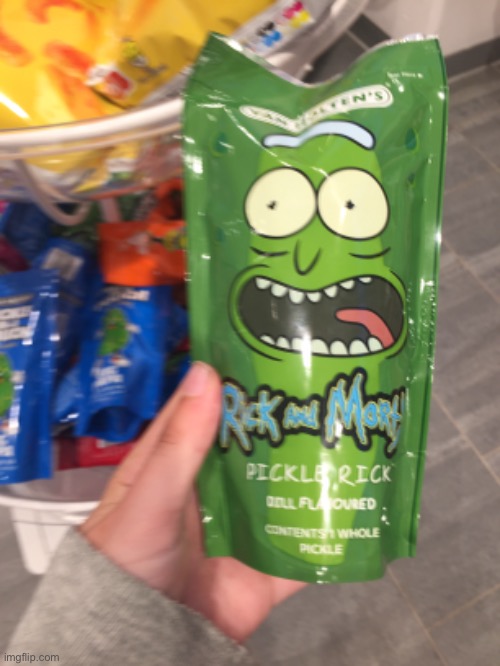 VAN HOLTEN'S
Rick and Morty
PICKLE RICK
DILL FLAVOURED
CONTENTS 1 WHOLE
PICKLE
imgflip.com